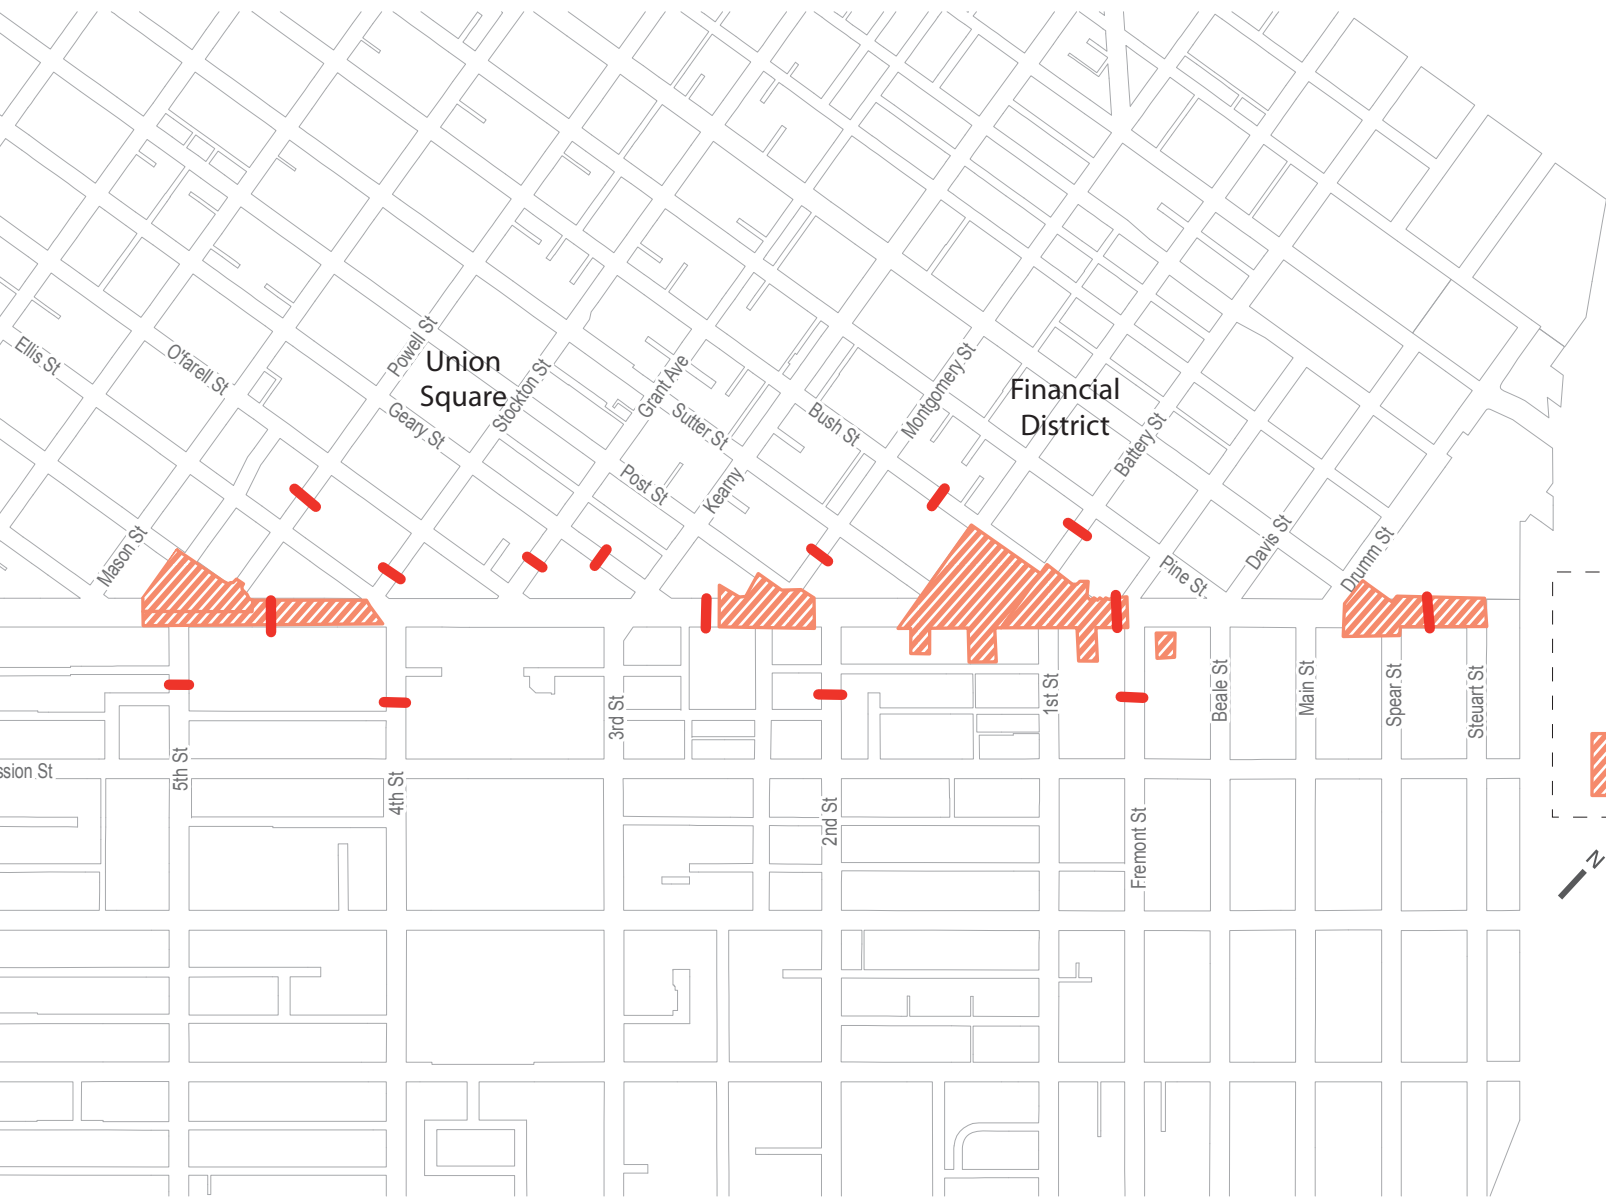 Ellis St
O'farell St
Powell St
Union
Square
Geary St
Stockton St
Grant Ave
Sutter St
Post St
Kearny
Bush St
Montgomery St
Financial
District
Battery St
Mason St
Pine St
Davis St
Drumm St
1st St
Beale St
Main St
Spear St
Steuart St
3rd St
5th St
ssion St
4th St
2nd St
Fremont St
N